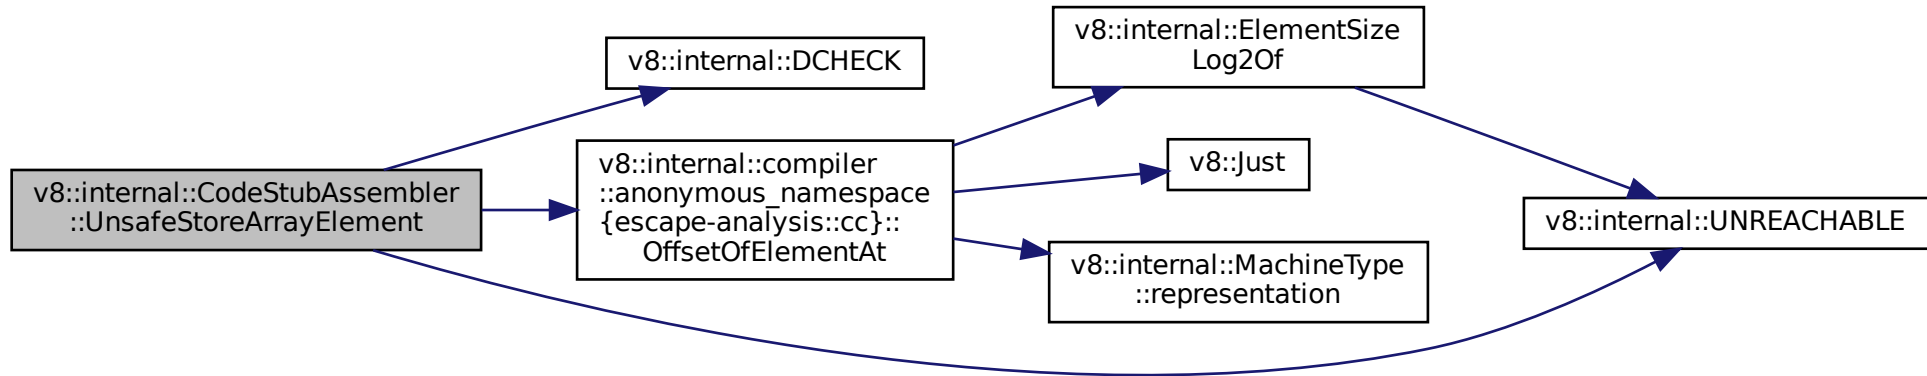 v8::internal::CodeStubAssembler
::UnsafeStoreArrayElement
v8::internal::DCHECK
v8::internal::compiler
::anonymous_namespace
{escape-analysis::cc}::
OffsetOfElementAt
v8::internal::ElementSize
Log2Of
v8::Just
v8::internal::MachineType
::representation
v8::internal::UNREACHABLE